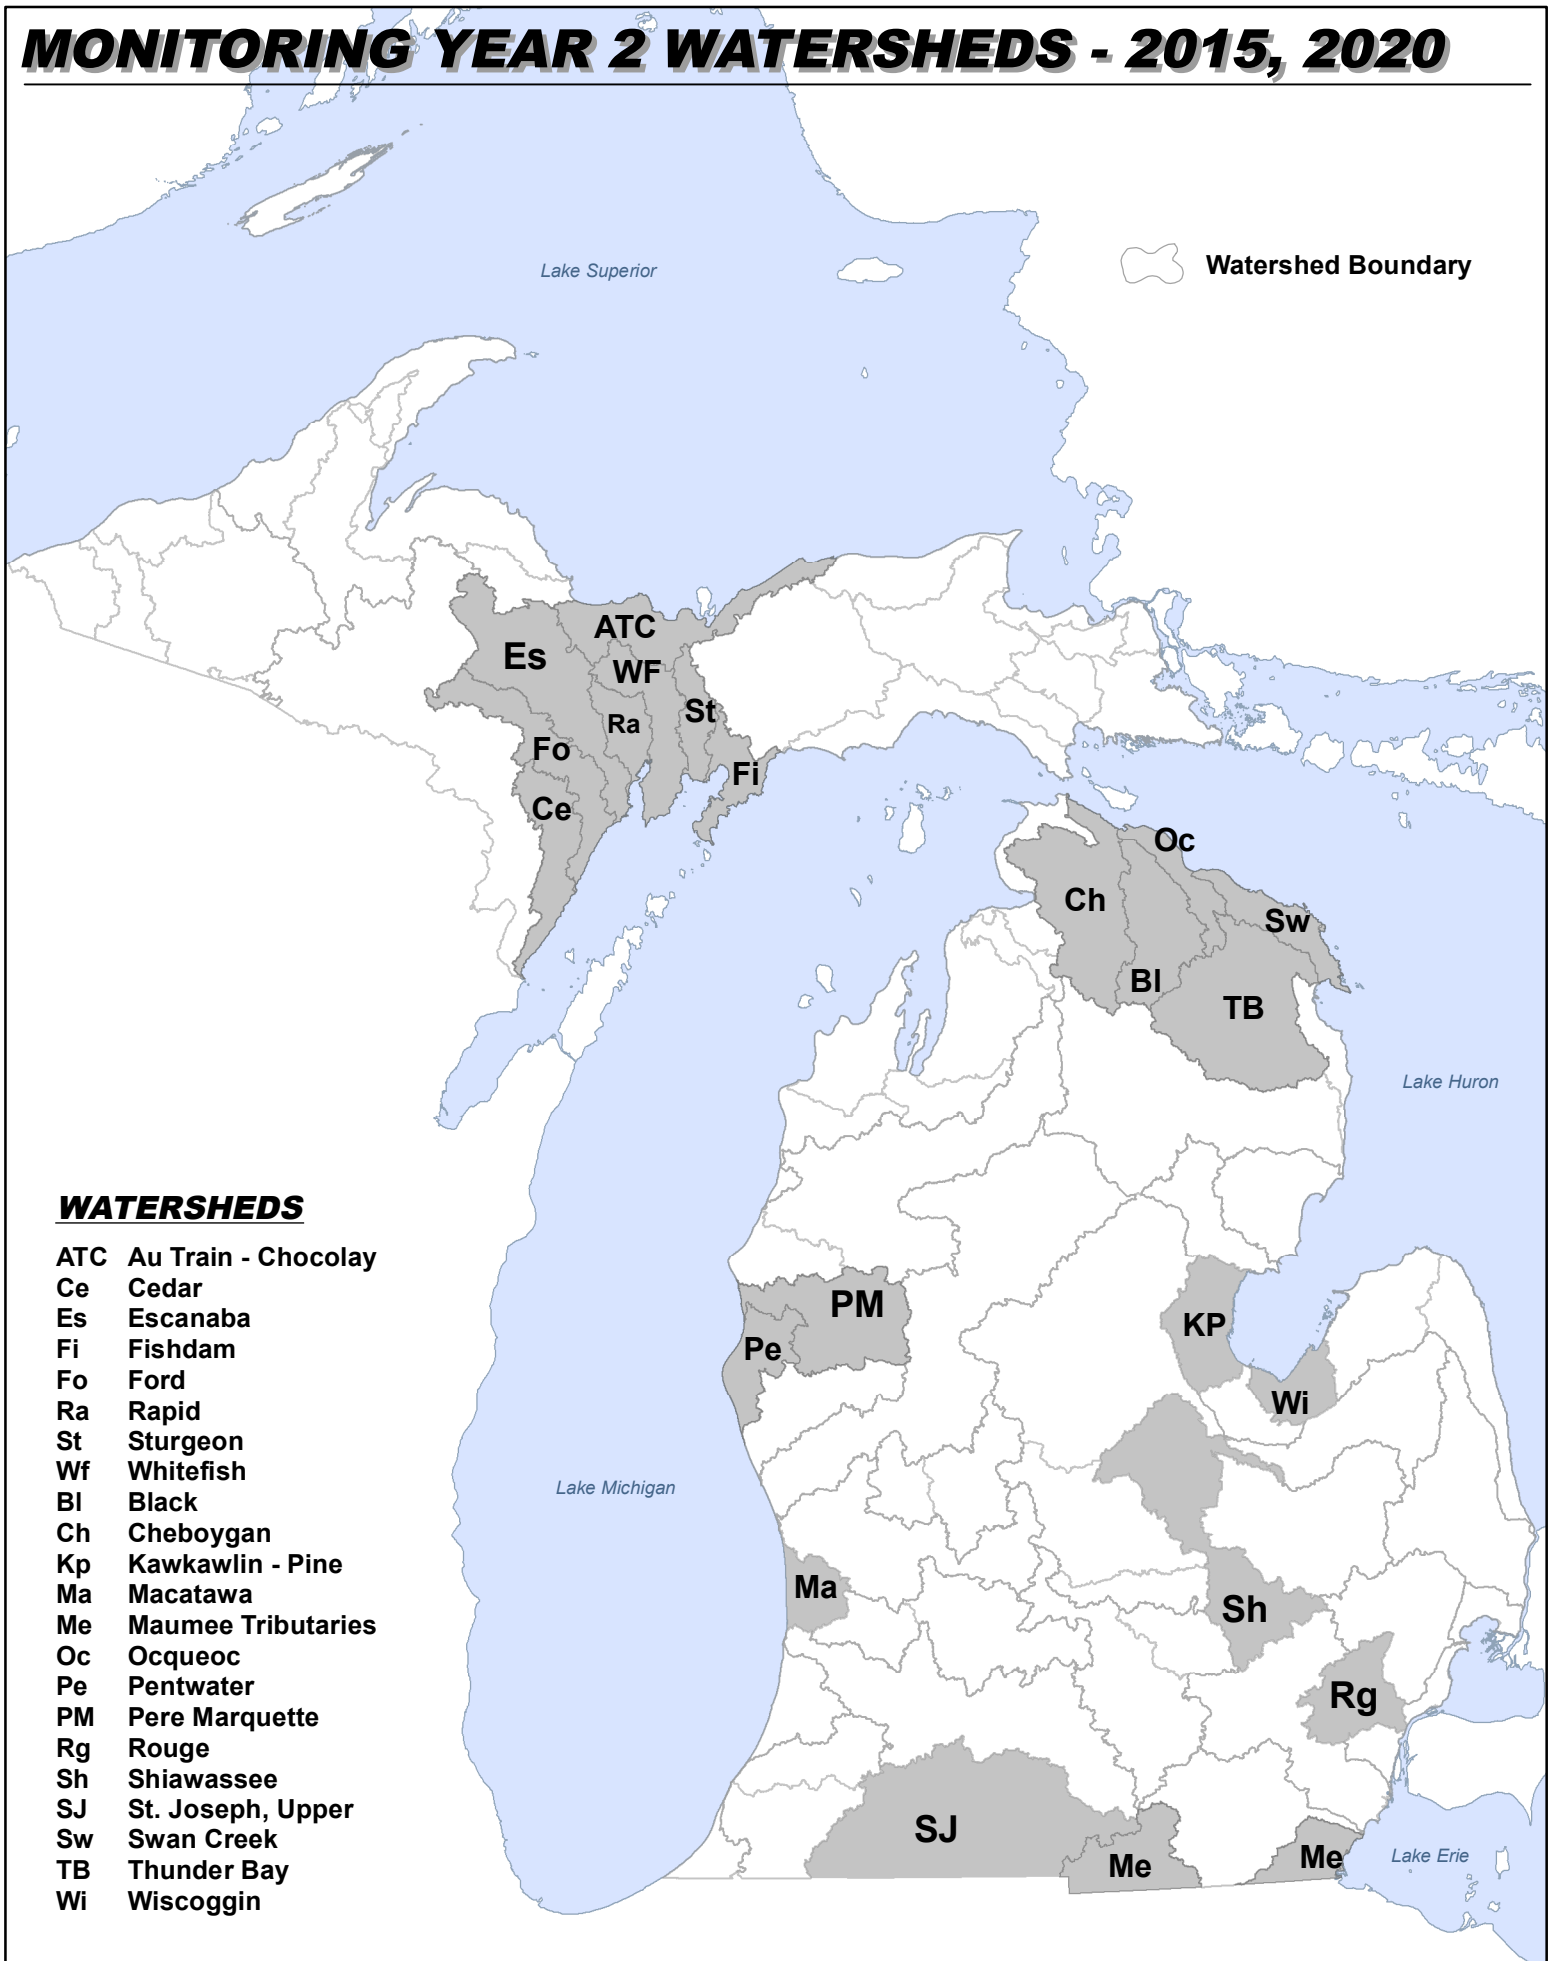 MONITORING YEAR 2 WATERSHEDS - 2015, 2020
Lake Superior
Watershed Boundary
ATC
Es
WF
St
Ra
Fo
Fi
Ce
Oc
Ch
Sw
Bl
TB
Lake Huron
WATERSHEDS
ATC Au Train - Chocolay
Ce Cedar
Es Escanaba
Fi Fishdam
Fo Ford
Ra Rapid
St Sturgeon
Wf Whitefish
Bl Black
Ch Cheboygan
Kp Kawkawlin - Pine
Ma Macatawa
Me Maumee Tributaries
Oc Ocqueoc
Pe Pentwater
PM Pere Marquette
Rg Rouge
Sh Shiawassee
SJ St. Joseph, Upper
Sw Swan Creek
TB Thunder Bay
Wi Wiscoggin
PM
KP
Pe
Wi
Lake Michigan
Ma
Sh
Rg
SJ
Me
Me
Lake Erie